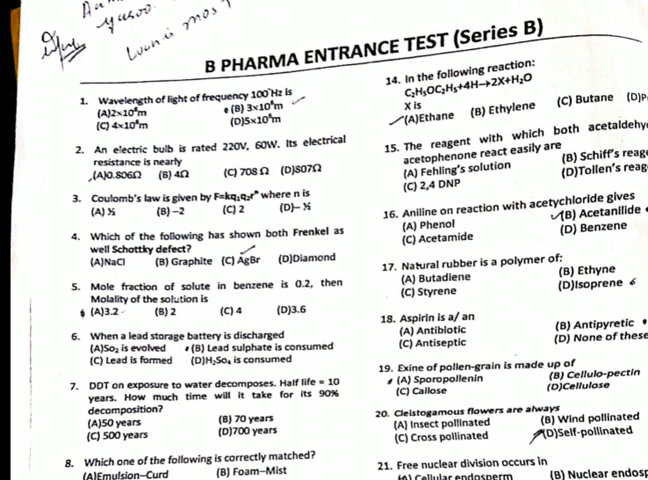 yusoo.
Loon is most
B PHARMA ENTRANCE TEST (Series B)
1. Wavelength of light of frequency 100 Hz is
(A)2×10⁶m (B) 3×10⁶m
(C) 4×10⁶m (D)5×10⁶m
2. An electric bulb is rated 220V, 60W. Its electrical
resistance is nearly
(A)0.806Ω (B) 4Ω (C) 708 Ω (D)807Ω
3. Coulomb's law is given by F=kq₁q₂rⁿ where n is
(A) ½ (B) –2 (C) 2 (D)– ½
4. Which of the following has shown both Frenkel as
well Schottky defect?
(A)NaCl (B) Graphite (C) AgBr (D)Diamond
5. Mole fraction of solute in benzene is 0.2, then
Molality of the solution is
(A)3.2 (B) 2 (C) 4 (D)3.6
6. When a lead storage battery is discharged
(A)So₂ is evolved (B) Lead sulphate is consumed
(C) Lead is formed (D)H₂So₄ is consumed
7. DDT on exposure to water decomposes. Half life = 10
years. How much time will it take for its 90%
decomposition?
(A)50 years (B) 70 years
(C) 500 years (D)700 years
8. Which one of the following is correctly matched?
(A)Emulsion–Curd (B) Foam–Mist
14. In the following reaction:
C₂H₅OC₂H₅+4H→2X+H₂O
X is
(A)Ethane (B) Ethylene (C) Butane (D)P
15. The reagent with which both acetaldehy
acetophenone react easily are
(A) Fehling's solution (B) Schiff's reag
(C) 2,4 DNP (D)Tollen's reag
16. Aniline on reaction with acetychloride gives
(A) Phenol (B) Acetanilide
(C) Acetamide (D) Benzene
17. Natural rubber is a polymer of:
(A) Butadiene (B) Ethyne
(C) Styrene (D)Isoprene
18. Aspirin is a/ an
(A) Antibiotic (B) Antipyretic
(C) Antiseptic (D) None of these
19. Exine of pollen-grain is made up of
(A) Sporopollenin (B) Cellulo-pectin
(C) Callose (D)Cellulose
20. Cleistogamous flowers are always
(A) Insect pollinated (B) Wind pollinated
(C) Cross pollinated (D)Self-pollinated
21. Free nuclear division occurs in
(A) Cellular endosperm (B) Nuclear endosp